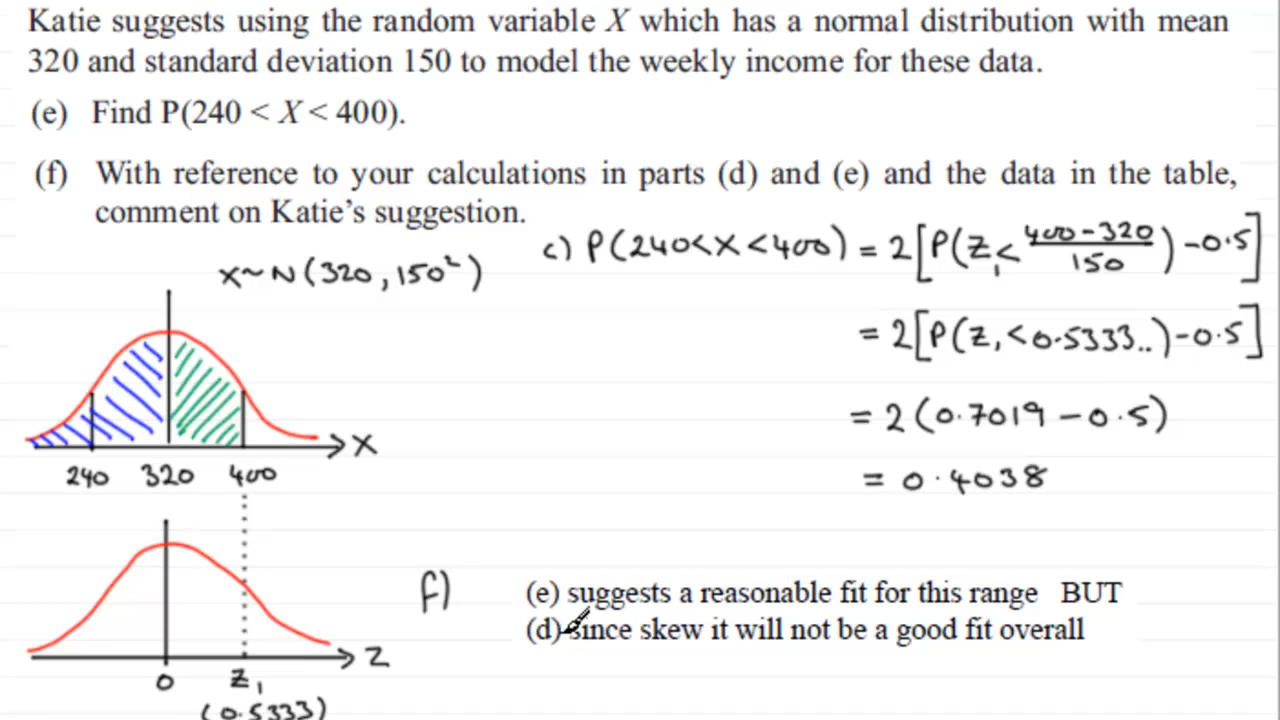 Katie suggests using the random variable X which has a normal distribution with mean
320 and standard deviation 150 to model the weekly income for these data.
(e) Find P(240 < X < 400).
(f) With reference to your calculations in parts (d) and (e) and the data in the table,
comment on Katie's suggestion.
X~N(320,150²)
c) P(240<X<400) = 2[P(Z₁<(400-320)/150)-0.5]
= 2[P(Z₁<0.5333..)-0.5]
= 2(0.7019-0.5)
= 0.4038
X
240 320 400
f) (e) suggests a reasonable fit for this range BUT
(d) since skew it will not be a good fit overall
Z
0 Z₁
(0.5333)